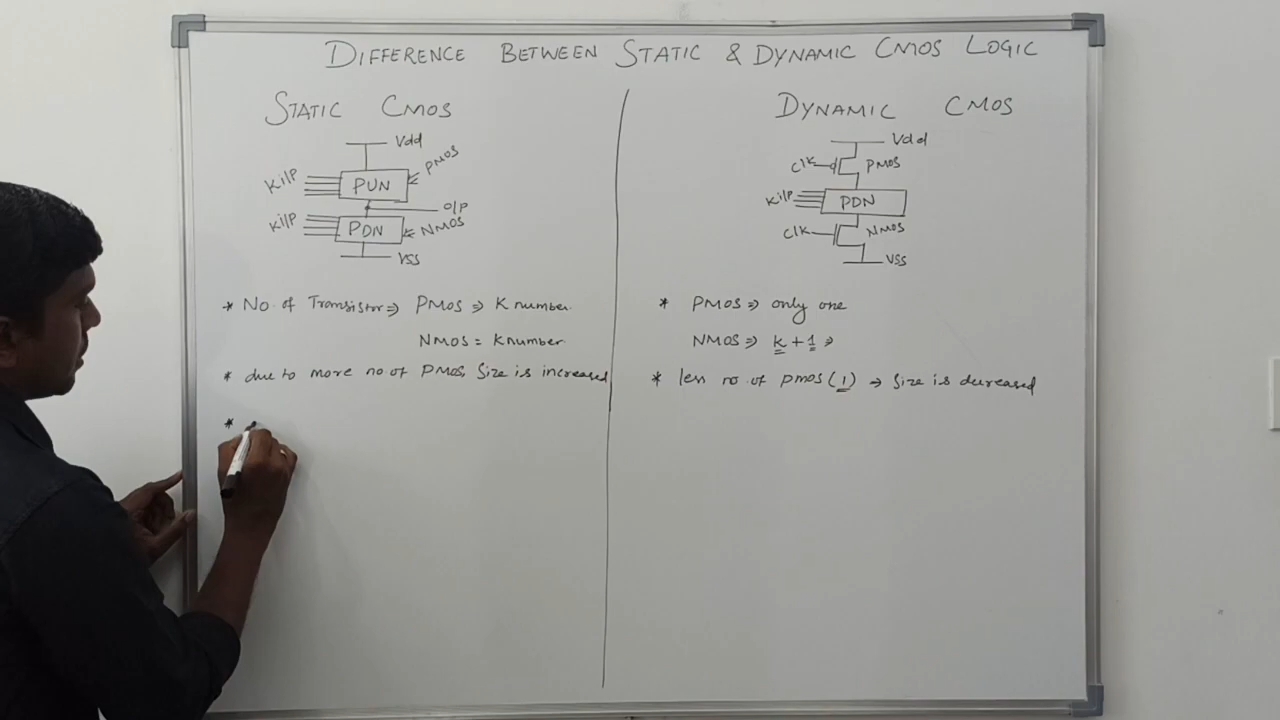 DIFFERENCE BETWEEN STATIC & DYNAMIC CMOS LOGIC
STATIC CMOS
Vdd
PMOS
K i/P
PUN
O/P
K i/P
PDN
NMOS
VSS
* No. of Transistor ⇒ PMOS ⇒ K number.
NMOS = K number.
* due to more no of PMOS, Size is increased
*
DYNAMIC CMOS
Vdd
Clk
PMOS
K i/P
PDN
Clk
NMOS
VSS
* PMOS ⇒ only one
NMOS ⇒ k + 1 ⇒
* less no. of pmos (1) → Size is decreased